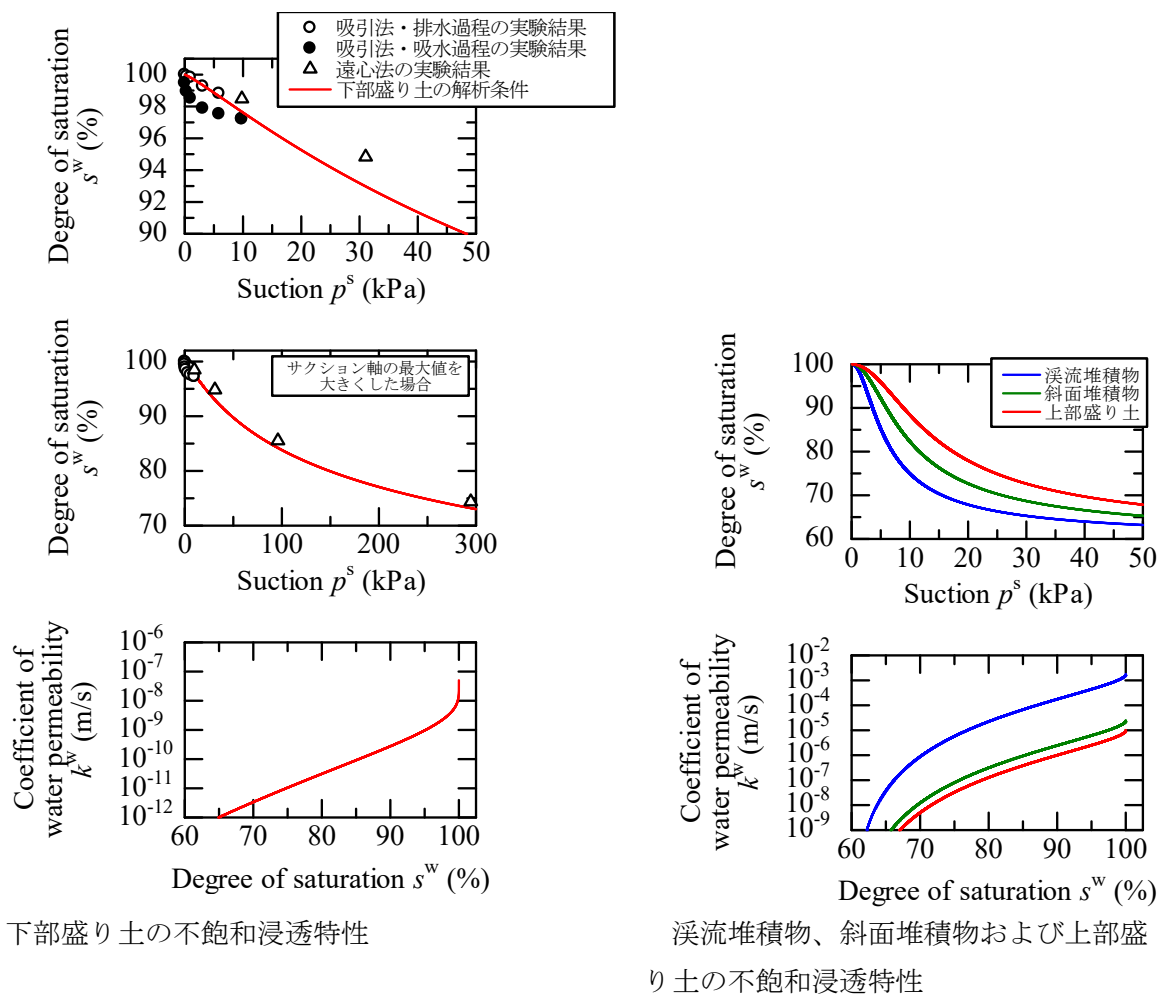 吸引法・排水過程の実験結果
吸引法・吸水過程の実験結果
遠心法の実験結果
下部盛り土の解析条件
100
98
96
94
92
90
0 10 20 30 40 50
Degree of saturation
s^w (%)
Suction p^s (kPa)
サクション軸の最大値を
大きくした場合
100
90
80
70
0 100 200 300
Degree of saturation
s^w (%)
Suction p^s (kPa)
10^-6
10^-7
10^-8
10^-9
10^-10
10^-11
10^-12
60 70 80 90 100
Coefficient of
water permeability
k^w (m/s)
Degree of saturation s^w (%)
下部盛り土の不飽和浸透特性
渓流堆積物
斜面堆積物
上部盛り土
100
90
80
70
60
0 10 20 30 40 50
Degree of saturation
s^w (%)
Suction p^s (kPa)
10^-2
10^-3
10^-4
10^-5
10^-6
10^-7
10^-8
10^-9
60 70 80 90 100
Coefficient of
water permeability
k^w (m/s)
Degree of saturation s^w (%)
渓流堆積物、斜面堆積物および上部盛
り土の不飽和浸透特性